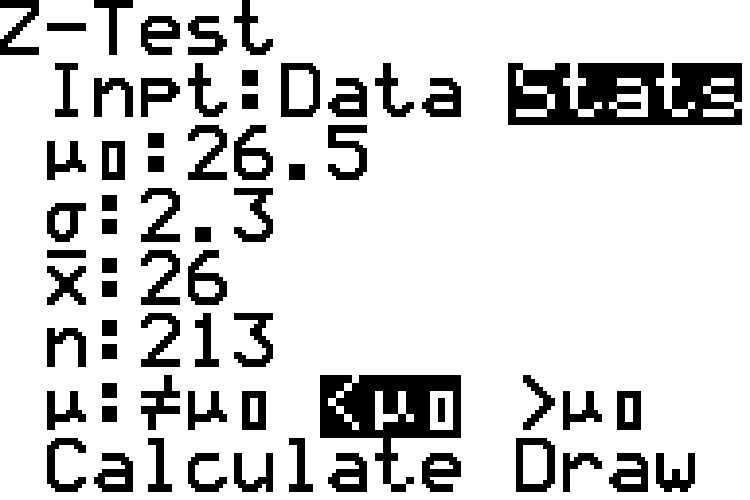 Z-Test
Inpt:Data Stats
μ0:26.5
σ:2.3
x̄:26
n:213
μ:≠μ0 <μ0 >μ0
Calculate Draw